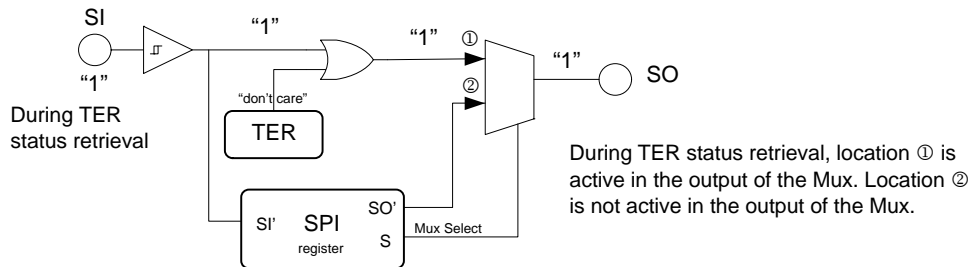 SI
“1”
“1”
①
“1”
“1”
SO
②
During TER
status retrieval
“don’t care”
TER
During TER status retrieval, location ① is
active in the output of the Mux. Location ②
is not active in the output of the Mux.
SO’
SI’
SPI
register
S
Mux Select